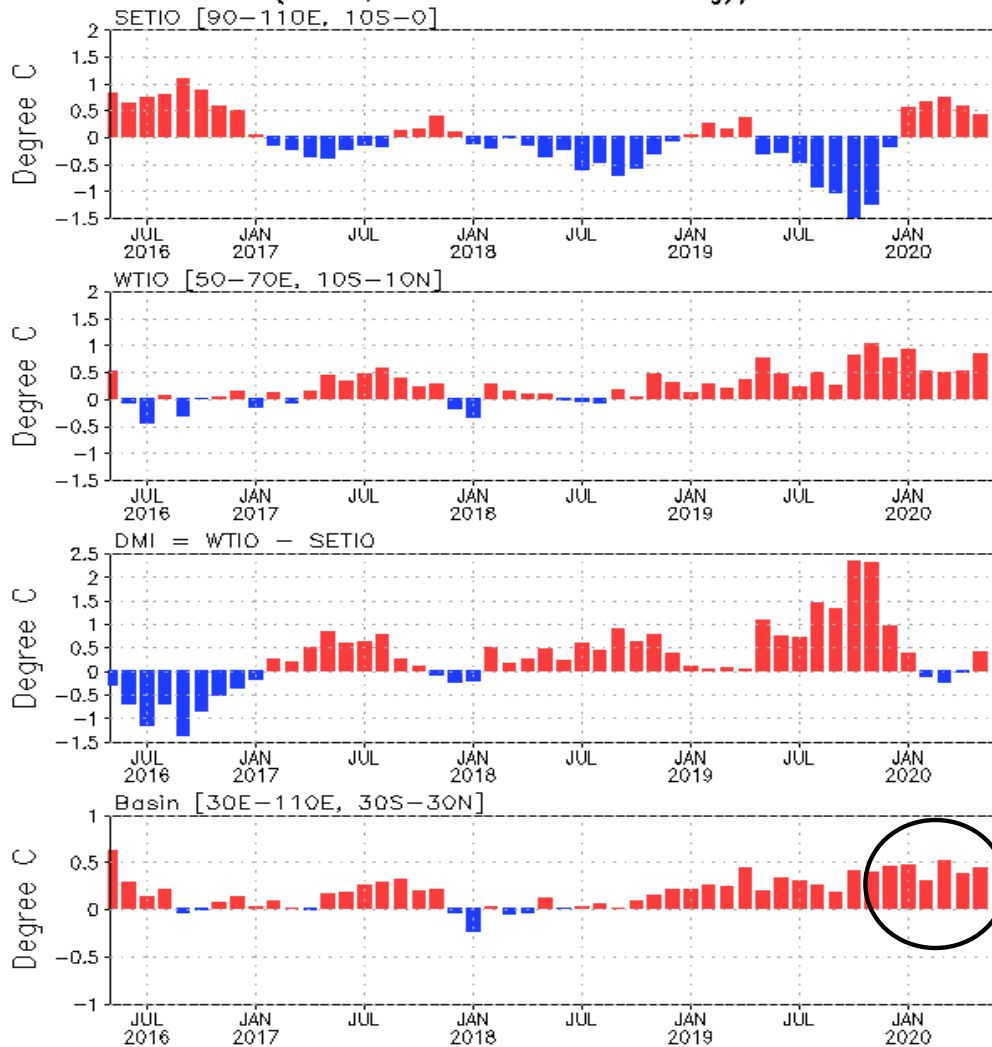 SETIO [90-110E, 10S-0]
2
1.5
1
0.5
0
-0.5
-1
-1.5
Degree C
JUL JAN JUL JAN JUL JAN JUL JAN
2016 2017 2018 2019 2020
WTIO [50-70E, 10S-10N]
2
1.5
1
0.5
0
-0.5
-1
-1.5
Degree C
JUL JAN JUL JAN JUL JAN JUL JAN
2016 2017 2018 2019 2020
DMI = WTIO - SETIO
2.5
2
1.5
1
0.5
0
-0.5
-1
-1.5
Degree C
JUL JAN JUL JAN JUL JAN JUL JAN
2016 2017 2018 2019 2020
Basin [30E-110E, 30S-30N]
1
0.5
0
-0.5
-1
Degree C
JUL JAN JUL JAN JUL JAN JUL JAN
2016 2017 2018 2019 2020